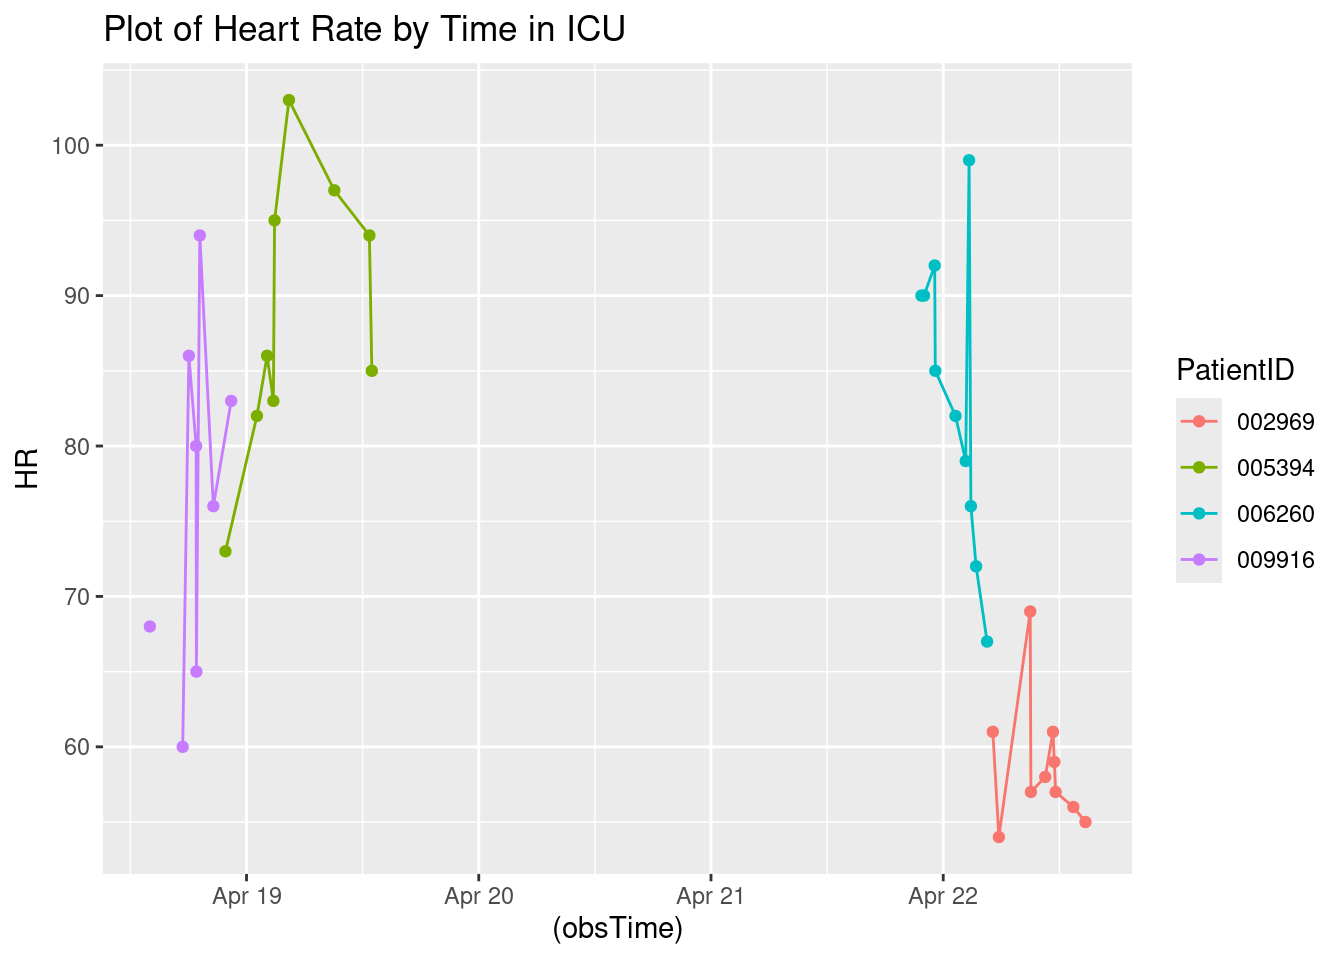 Plot of Heart Rate by Time in ICU
HR
100
90
80
70
60
Apr 19
Apr 20
Apr 21
Apr 22
(obsTime)
PatientID
002969
005394
006260
009916